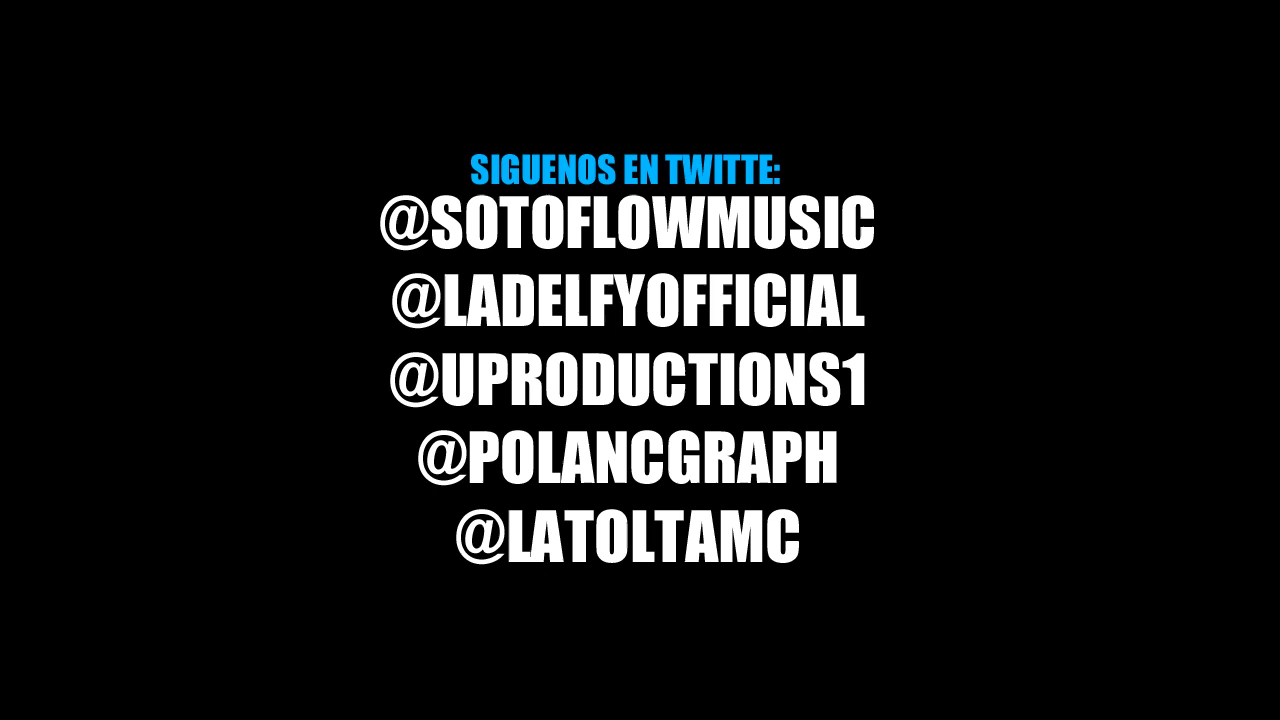 SIGUENOS EN TWITTE:
@SOTOFLOWMUSIC
@LADELFYOFFICIAL
@UPRODUCTIONS1
@POLANCGRAPH
@LATOLTAMC